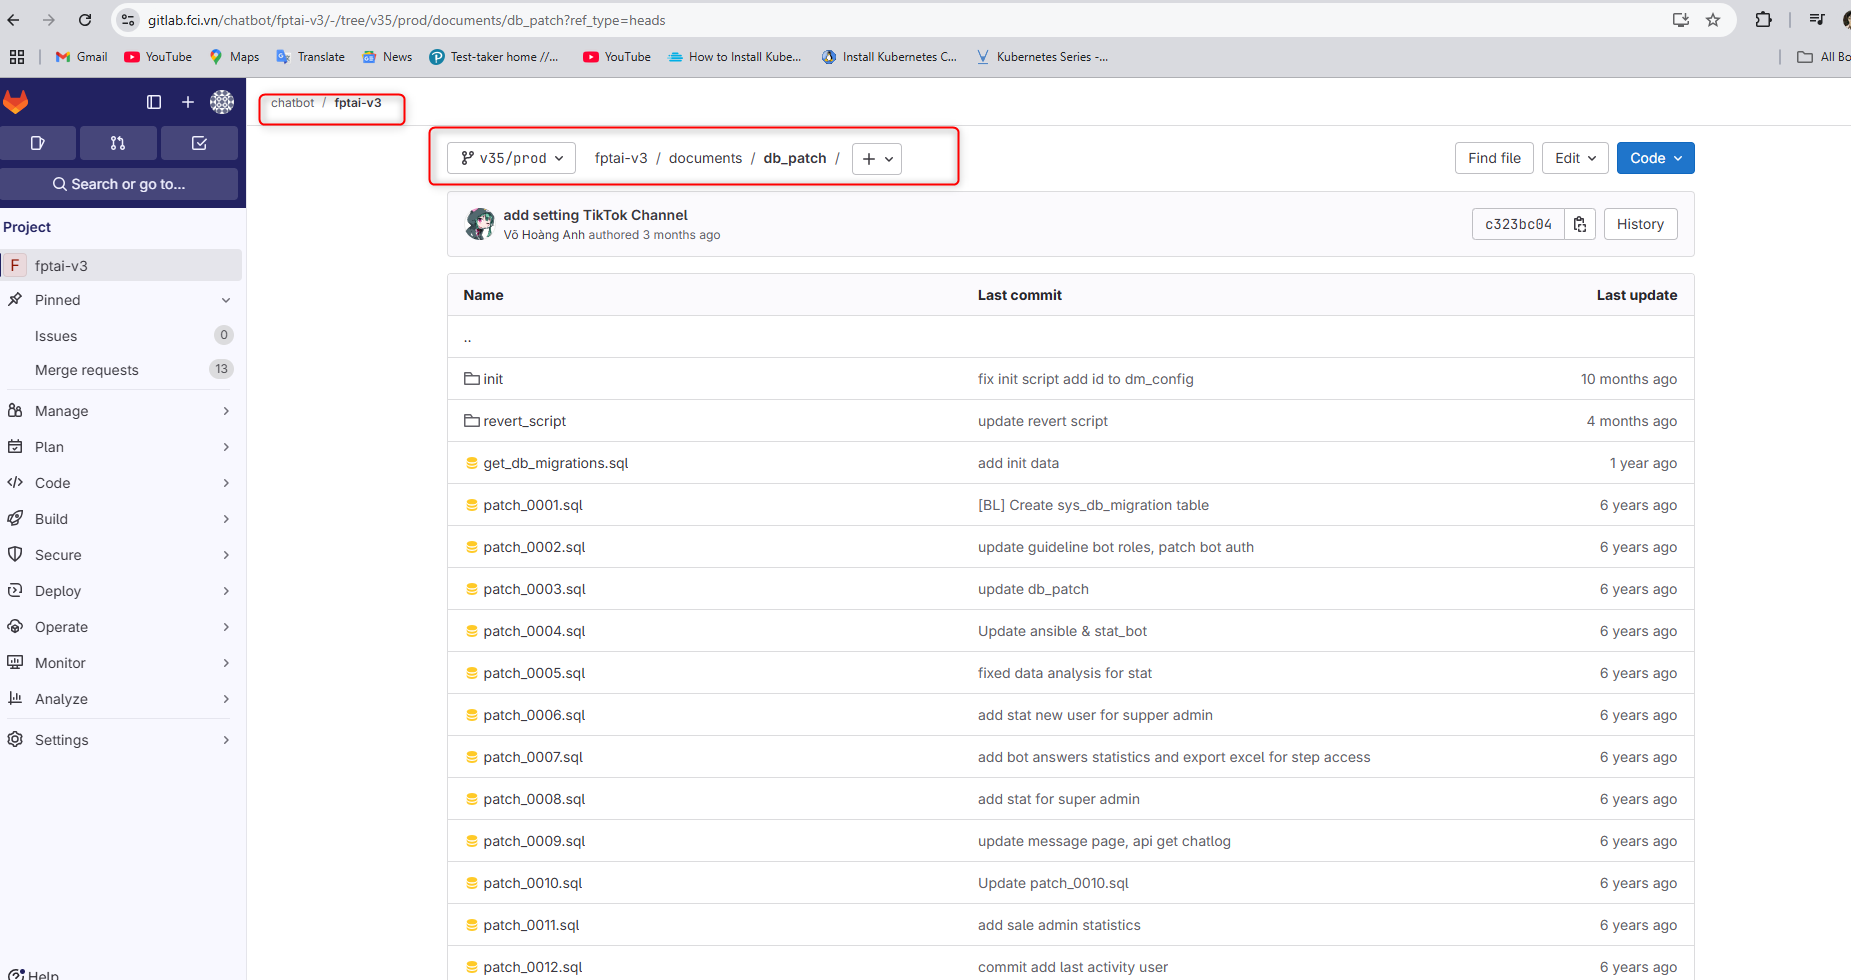 gitlab.fci.vn/chatbot/fptai-v3/-/tree/v35/prod/documents/db_patch?ref_type=heads
Gmail YouTube Maps Translate News Test-taker home //... YouTube How to Install Kube... Install Kubernetes C... Kubernetes Series -... All Bo
chatbot / fptai-v3
v35/prod fptai-v3 / documents / db_patch / +
Find file Edit Code
Search or go to...
add setting TikTok Channel
Võ Hoàng Anh authored 3 months ago
c323bc04 History
Project
F fptai-v3
Pinned
Issues 0
Merge requests 13
Manage
Plan
Code
Build
Secure
Deploy
Operate
Monitor
Analyze
Settings
Help
Name Last commit Last update
..
init fix init script add id to dm_config 10 months ago
revert_script update revert script 4 months ago
get_db_migrations.sql add init data 1 year ago
patch_0001.sql [BL] Create sys_db_migration table 6 years ago
patch_0002.sql update guideline bot roles, patch bot auth 6 years ago
patch_0003.sql update db_patch 6 years ago
patch_0004.sql Update ansible & stat_bot 6 years ago
patch_0005.sql fixed data analysis for stat 6 years ago
patch_0006.sql add stat new user for supper admin 6 years ago
patch_0007.sql add bot answers statistics and export excel for step access 6 years ago
patch_0008.sql add stat for super admin 6 years ago
patch_0009.sql update message page, api get chatlog 6 years ago
patch_0010.sql Update patch_0010.sql 6 years ago
patch_0011.sql add sale admin statistics 6 years ago
patch_0012.sql commit add last activity user 6 years ago